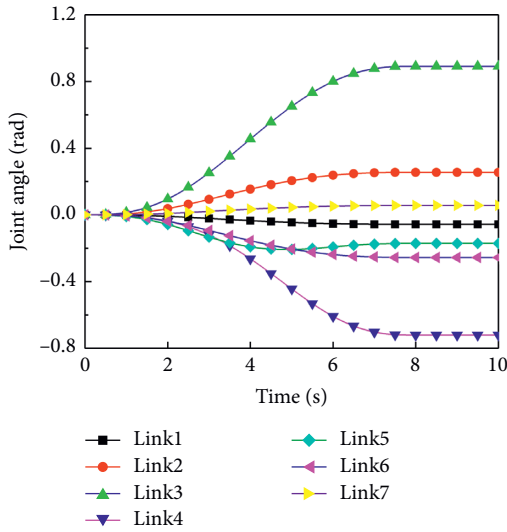 Joint angle (rad)
1.2
0.8
0.4
0.0
−0.4
−0.8
0
2
4
6
8
10
Time (s)
Link1
Link5
Link2
Link6
Link3
Link7
Link4